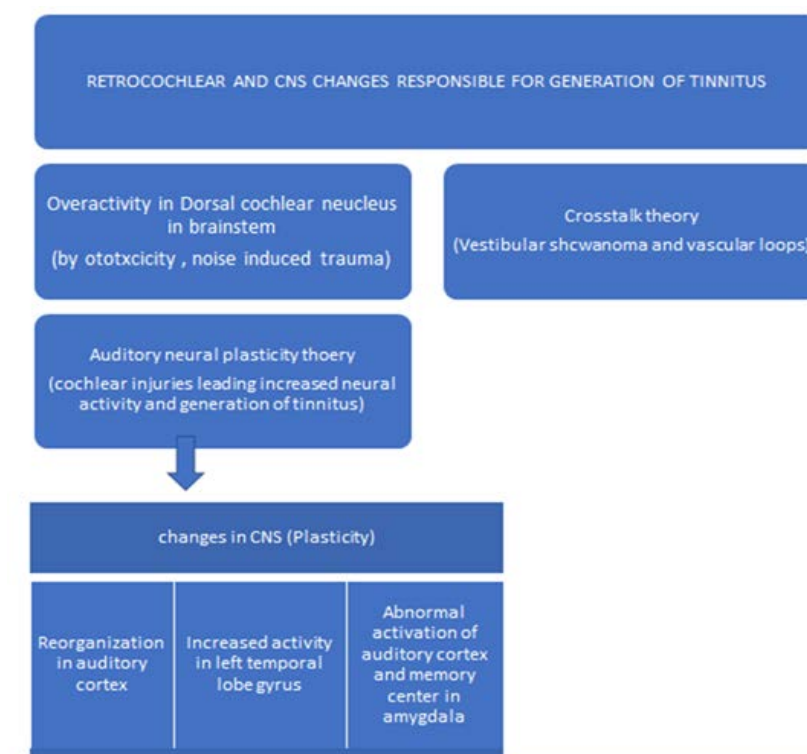 RETROCOCHLEAR AND CNS CHANGES RESPONSIBLE FOR GENERATION OF TINNITUS
Overactivity in Dorsal cochlear neucleus
in brainstem
(by ototxcicity , noise induced trauma)
Crosstalk theory
(Vestibular shcwanoma and vascular loops)
Auditory neural plasticity thoery
(cochlear injuries leading increased neural
activity and generation of tinnitus)
changes in CNS (Plasticity)
Reorganization
in auditory
cortex
Increased activity
in left temporal
lobe gyrus
Abnormal
activation of
auditory cortex
and memory
center in
amygdala